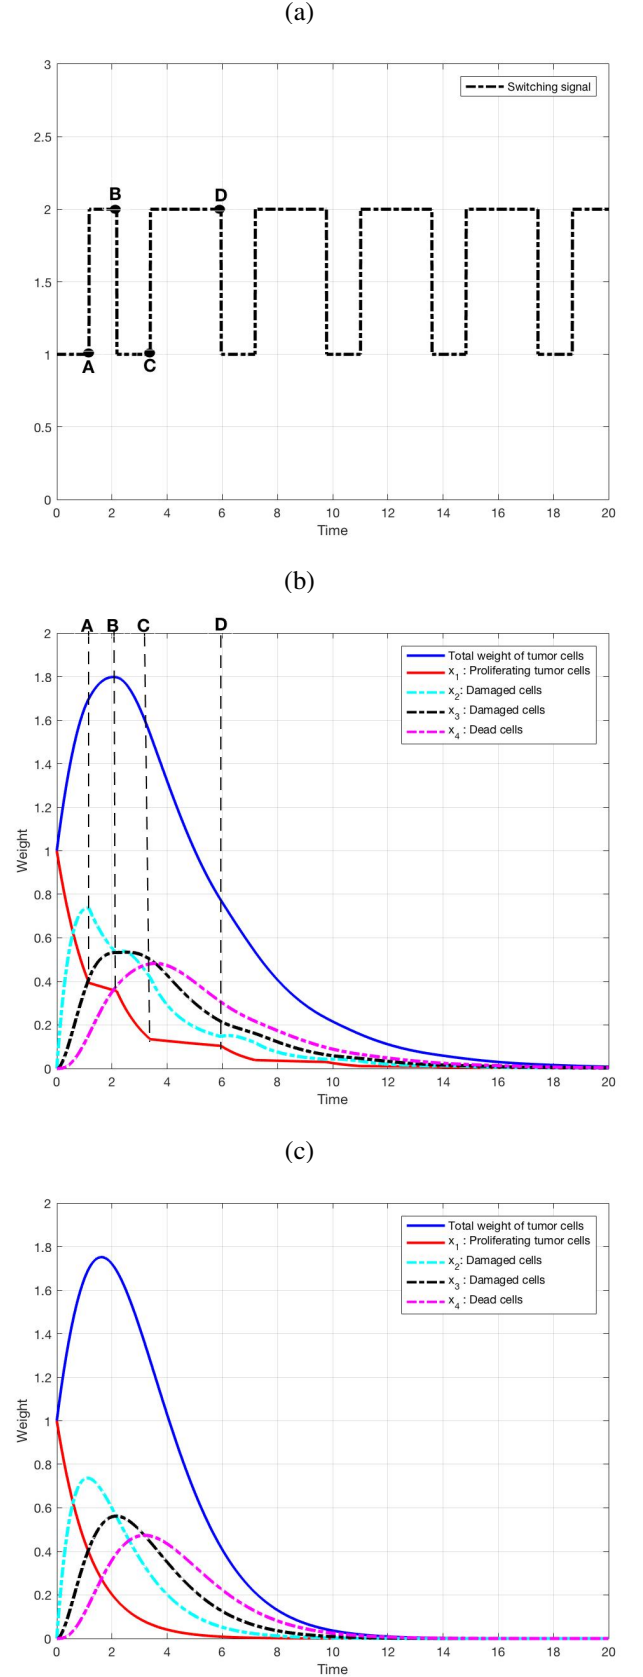 (a)
3
Switching signal
2.5
B
D
2
1.5
1
A
C
0.5
0
0 2 4 6 8 10 12 14 16 18 20
Time
(b)
A B C D
2
Total weight of tumor cells
x1 : Proliferating tumor cells
x2: Damaged cells
x3 : Damaged cells
x4 : Dead cells
1.8
1.6
1.4
1.2
1
0.8
0.6
0.4
0.2
0
Weight
0 2 4 6 8 10 12 14 16 18 20
Time
(c)
2
Total weight of tumor cells
x1 : Proliferating tumor cells
x2: Damaged cells
x3 : Damaged cells
x4 : Dead cells
1.8
1.6
1.4
1.2
1
0.8
0.6
0.4
0.2
0
Weight
0 2 4 6 8 10 12 14 16 18 20
Time